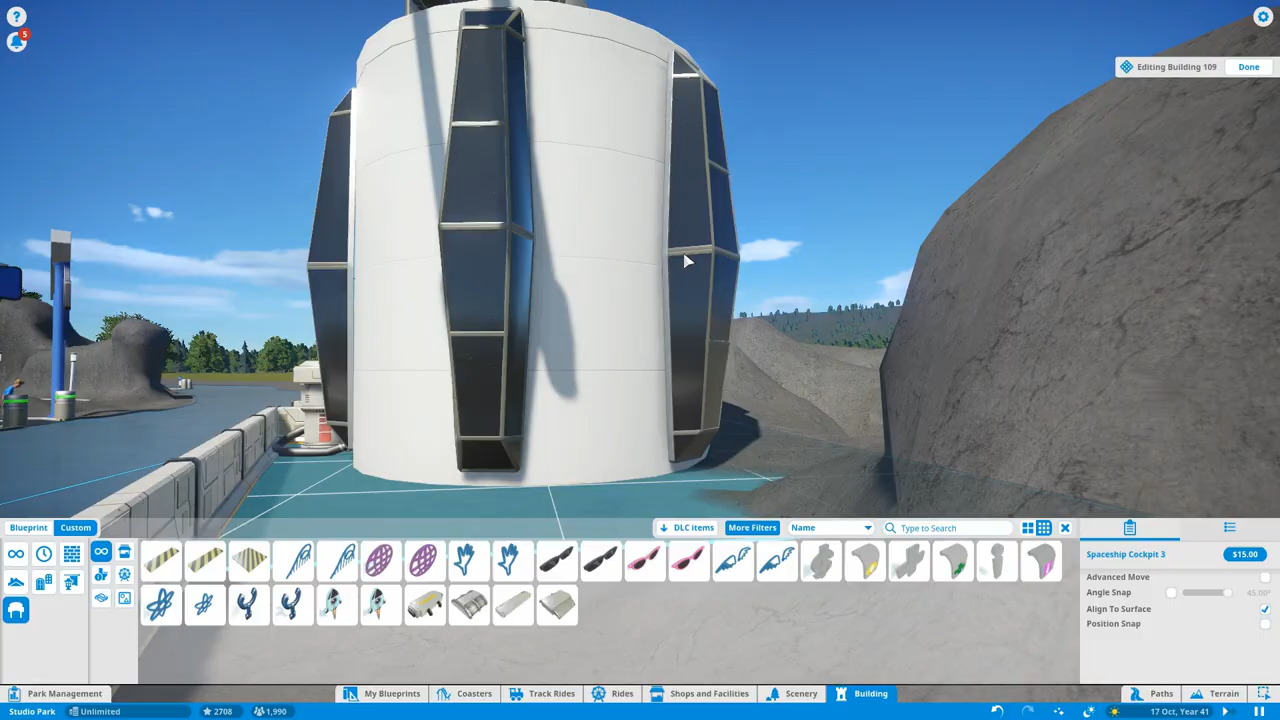 ?
5
Editing Building 109
Done
Blueprint
Custom
DLC items
More Filters
Name
Type to Search
Spaceship Cockpit 3
$15.00
Advanced Move
Angle Snap
45.00°
Align To Surface
Position Snap
Park Management
My Blueprints
Coasters
Track Rides
Rides
Shops and Facilities
Scenery
Building
Paths
Terrain
Studio Park
Unlimited
2708
1,990
17 Oct, Year 41